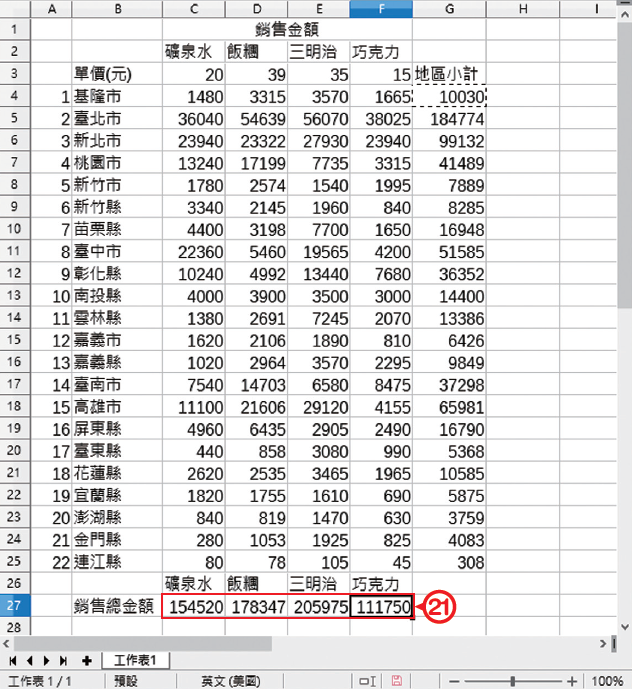 A B C D E F G H I
1 銷售金額
2 礦泉水 飯糰 三明治 巧克力
3 單價(元) 20 39 35 15 地區小計
4 1 基隆市 1480 3315 3570 1665 10030
5 2 臺北市 36040 54639 56070 38025 184774
6 3 新北市 23940 23322 27930 23940 99132
7 4 桃園市 13240 17199 7735 3315 41489
8 5 新竹市 1780 2574 1540 1995 7889
9 6 新竹縣 3340 2145 1960 840 8285
10 7 苗栗縣 4400 3198 7700 1650 16948
11 8 臺中市 22360 5460 19565 4200 51585
12 9 彰化縣 10240 4992 13440 7680 36352
13 10 南投縣 4000 3900 3500 3000 14400
14 11 雲林縣 1380 2691 7245 2070 13386
15 12 嘉義市 1620 2106 1890 810 6426
16 13 嘉義縣 1020 2964 3570 2295 9849
17 14 臺南市 7540 14703 6580 8475 37298
18 15 高雄市 11100 21606 29120 4155 65981
19 16 屏東縣 4960 6435 2905 2490 16790
20 17 臺東縣 440 858 3080 990 5368
21 18 花蓮縣 2620 2535 3465 1965 10585
22 19 宜蘭縣 1820 1755 1610 690 5875
23 20 澎湖縣 840 819 1470 630 3759
24 21 金門縣 280 1053 1925 825 4083
25 22 連江縣 80 78 105 45 308
26 礦泉水 飯糰 三明治 巧克力
27 銷售總金額 154520 178347 205975 111750 21
28
工作表1
工作表 1 / 1 預設 英文 (美國) 100%